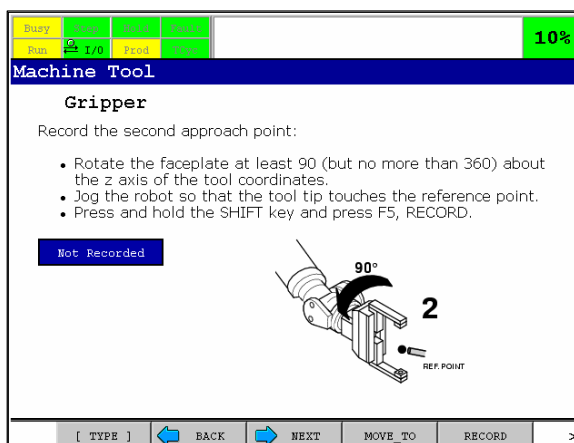 Busy Step Hold Fault
10%
Run I/O Prod TCyc
Machine Tool
Gripper
Record the second approach point:
• Rotate the faceplate at least 90 (but no more than 360) about
the z axis of the tool coordinates.
• Jog the robot so that the tool tip touches the reference point.
• Press and hold the SHIFT key and press F5, RECORD.
Not Recorded
90°
2
REF. POINT
[ TYPE ] BACK NEXT MOVE_TO RECORD >